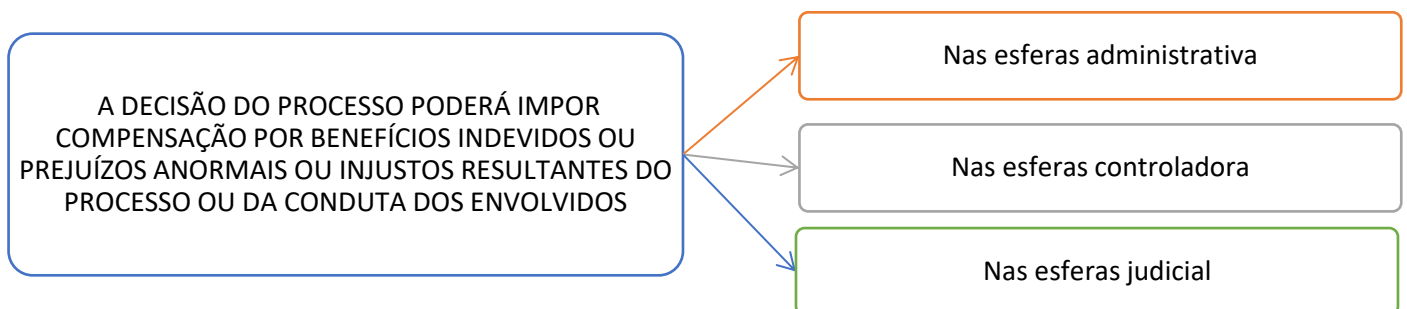 A DECISÃO DO PROCESSO PODERÁ IMPOR
COMPENSAÇÃO POR BENEFÍCIOS INDEVIDOS OU
PREJUÍZOS ANORMAIS OU INJUSTOS RESULTANTES DO
PROCESSO OU DA CONDUTA DOS ENVOLVIDOS
Nas esferas administrativa
Nas esferas controladora
Nas esferas judicial